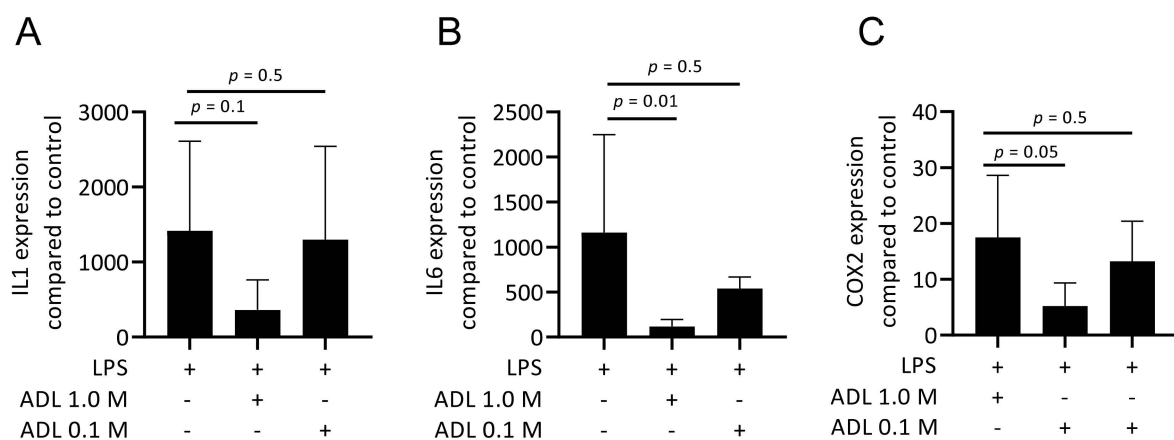 A
B
C
p = 0.5
p = 0.1
3000
2000
1000
0
IL1 expression
compared to control
LPS + + +
ADL 1.0 M - + -
ADL 0.1 M - - +
p = 0.5
p = 0.01
2500
2000
1500
1000
500
0
IL6 expression
compared to control
LPS + + +
ADL 1.0 M - + -
ADL 0.1 M - - +
p = 0.5
p = 0.05
40
30
20
10
0
COX2 expression
compared to control
LPS + + +
ADL 1.0 M + - -
ADL 0.1 M - + +